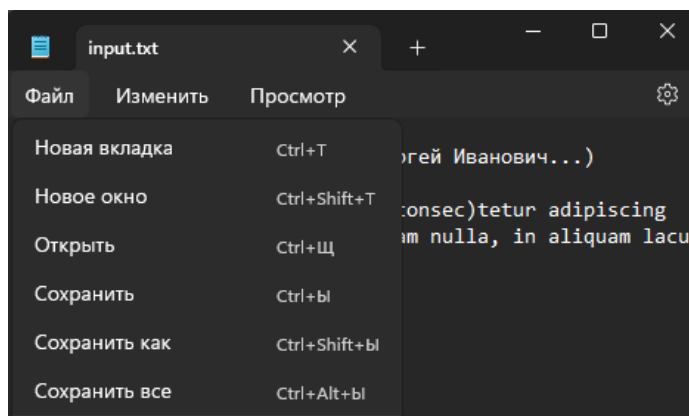 input.txt
Файл Изменить Просмотр
Новая вкладка Ctrl+T
Новое окно Ctrl+Shift+T
Открыть Ctrl+Щ
Сохранить Ctrl+Ы
Сохранить как Ctrl+Shift+Ы
Сохранить все Ctrl+Alt+Ы
ргей Иванович...)
consec)tetur adipiscing
am nulla, in aliquam lacu